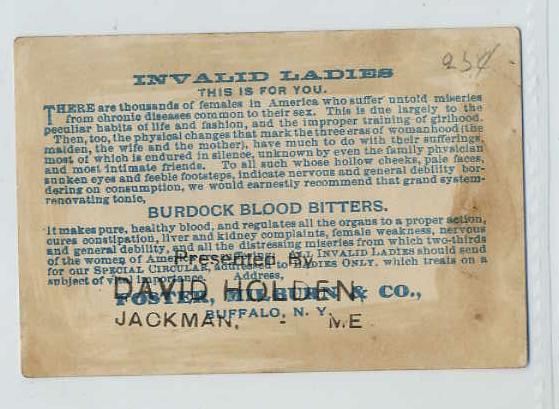 25¢
INVALID LADIES
THIS IS FOR YOU.
THERE are thousands of females in America who suffer untold miseries
from chronic diseases common to their sex. This is due largely to the
peculiar habits of life and fashion, and the improper training of girlhood.
Then, too, the physical changes that mark the three eras of womanhood (the
maiden, the wife and the mother), have much to do with their sufferings,
most of which is endured in silence, unknown by even the family physician
and most intimate friends. To all such whose hollow cheeks, pale faces,
sunken eyes and feeble footsteps, indicate nervous and general debility bor-
dering on consumption, we would earnestly recommend that grand system-
renovating tonic,
BURDOCK BLOOD BITTERS.
It makes pure, healthy blood, and regulates all the organs to a proper action,
cures constipation, liver and kidney complaints, female weakness, nervous
and general debility, and all the distressing miseries from which two-thirds
of the women of America INVALID LADIES should send
for our SPECIAL CIRCULAR, addressed to LADIES ONLY, which treats on a
subject of vital importance. Address,
FOSTER, MILBURN & CO.,
BUFFALO, N. Y.
Presented By
DAVID HOLDEN,
JACKMAN, - ME